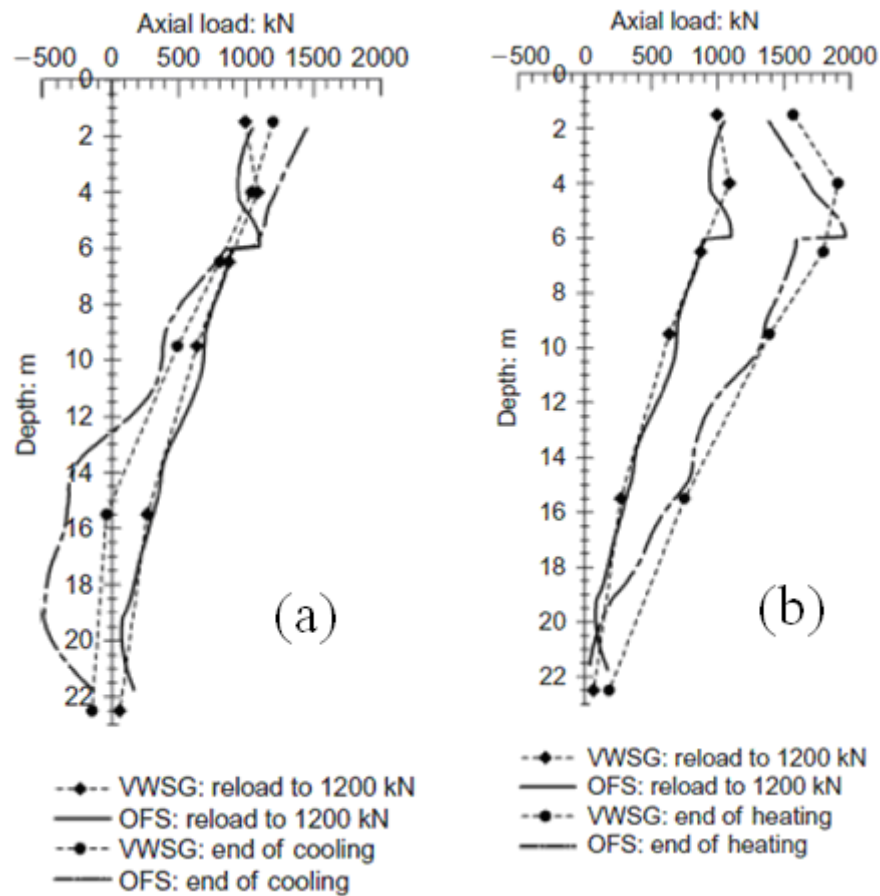 Axial load: kN
−500 0 500 1000 1500 2000
0
2
4
6
8
10
12
14
16
18
20
22
Depth: m
(a)
VWSG: reload to 1200 kN
OFS: reload to 1200 kN
VWSG: end of cooling
OFS: end of cooling
Axial load: kN
−500 0 500 1000 1500 2000
0
2
4
6
8
10
12
14
16
18
20
22
Depth: m
(b)
VWSG: reload to 1200 kN
OFS: reload to 1200 kN
VWSG: end of heating
OFS: end of heating